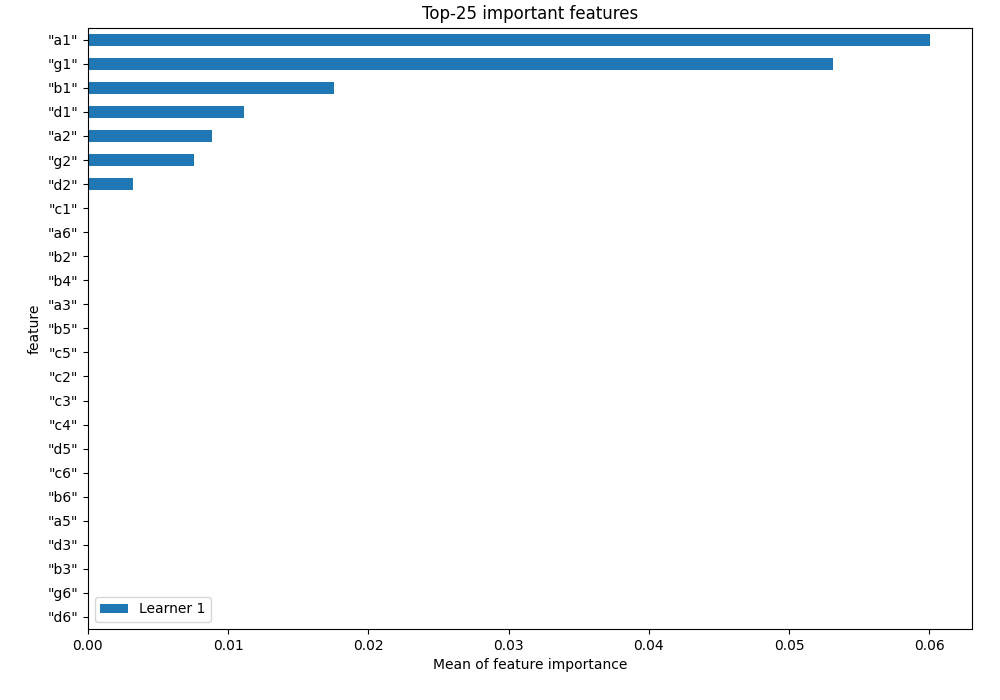 Top-25 important features
"a1"
"g1"
"b1"
"d1"
"a2"
"g2"
"d2"
"c1"
"a6"
"b2"
"b4"
"a3"
"b5"
"c5"
"c2"
"c3"
"c4"
"d5"
"c6"
"b6"
"a5"
"d3"
"b3"
"g6"
"d6"
feature
Learner 1
0.00 0.01 0.02 0.03 0.04 0.05 0.06
Mean of feature importance